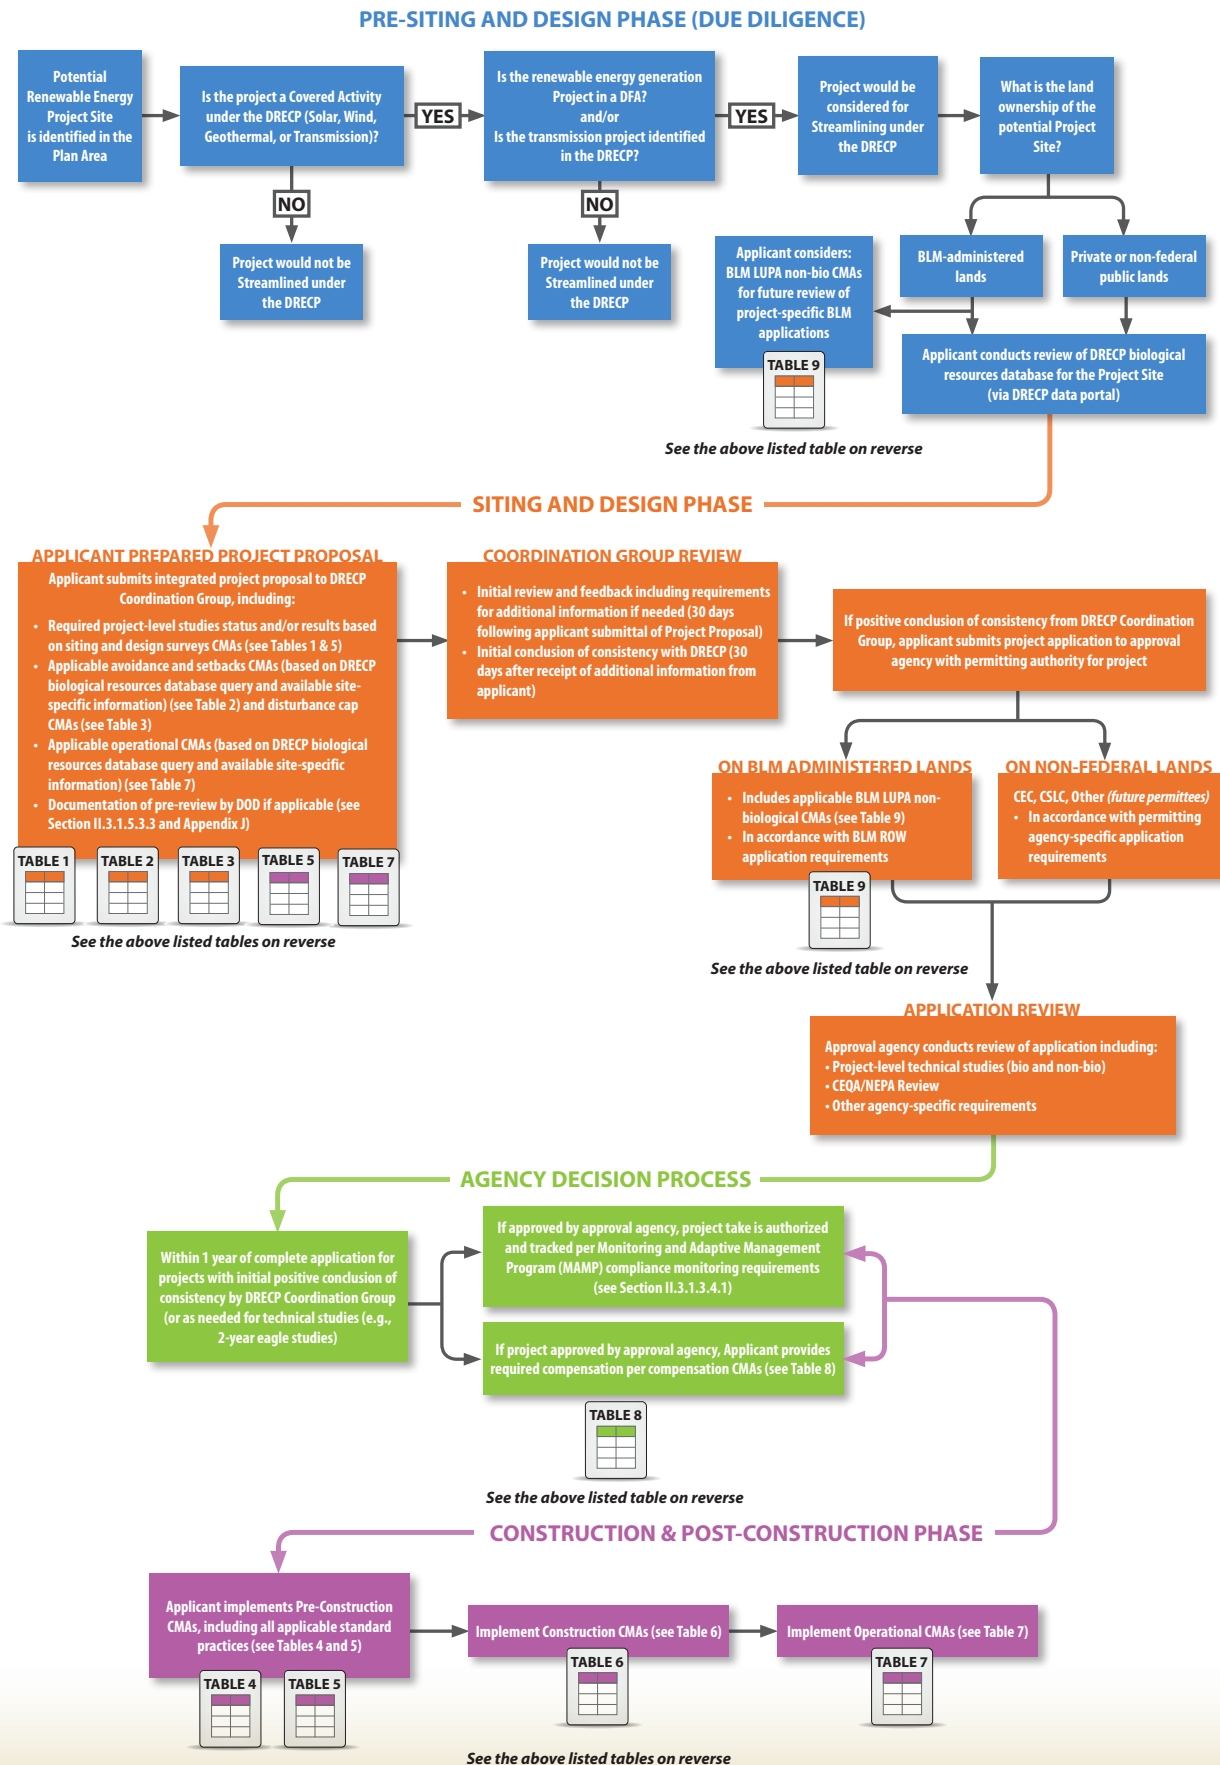 PRE-SITING AND DESIGN PHASE (DUE DILIGENCE)
Potential
Renewable Energy
Project Site
is identified in the
Plan Area
Is the project a Covered Activity
under the DRECP (Solar, Wind,
Geothermal, or Transmission)?
YES
Is the renewable energy generation
Project in a DFA?
and/or
Is the transmission project identified
in the DRECP?
YES
Project would be
considered for
Streamlining under
the DRECP
What is the land
ownership of the
potential Project
Site?
NO
NO
Project would not be
Streamlined under
the DRECP
Project would not be
Streamlined under
the DRECP
Applicant considers:
BLM LUPA non-bio CMAs
for future review of
project-specific BLM
applications
BLM-administered
lands
Private or non-federal
public lands
TABLE 9
Applicant conducts review of DRECP biological
resources database for the Project Site
(via DRECP data portal)
See the above listed table on reverse
SITING AND DESIGN PHASE
APPLICANT PREPARED PROJECT PROPOSAL
Applicant submits integrated project proposal to DRECP
Coordination Group, including:
• Required project-level studies status and/or results based
on siting and design surveys CMAs (see Tables 1 & 5)
• Applicable avoidance and setbacks CMAs (based on DRECP
biological resources database query and available site-
specific information) (see Table 2) and disturbance cap
CMAs (see Table 3)
• Applicable operational CMAs (based on DRECP biological
resources database query and available site-specific
information) (see Table 7)
• Documentation of pre-review by DOD if applicable (see
Section II.3.1.5.3.3 and Appendix J)
TABLE 1
TABLE 2
TABLE 3
TABLE 5
TABLE 7
See the above listed tables on reverse
COORDINATION GROUP REVIEW
• Initial review and feedback including requirements
for additional information if needed (30 days
following applicant submittal of Project Proposal)
• Initial conclusion of consistency with DRECP (30
days after receipt of additional information from
applicant)
If positive conclusion of consistency from DRECP Coordination
Group, applicant submits project application to approval
agency with permitting authority for project
ON BLM ADMINISTERED LANDS
• Includes applicable BLM LUPA non-
biological CMAs (see Table 9)
• In accordance with BLM ROW
application requirements
TABLE 9
See the above listed table on reverse
ON NON-FEDERAL LANDS
CEC, CSLC, Other (future permittees)
• In accordance with permitting
agency-specific application
requirements
APPLICATION REVIEW
Approval agency conducts review of application including:
• Project-level technical studies (bio and non-bio)
• CEQA/NEPA Review
• Other agency-specific requirements
AGENCY DECISION PROCESS
Within 1 year of complete application for
projects with initial positive conclusion of
consistency by DRECP Coordination Group
(or as needed for technical studies (e.g.,
2-year eagle studies)
If approved by approval agency, project take is authorized
and tracked per Monitoring and Adaptive Management
Program (MAMP) compliance monitoring requirements
(see Section II.3.1.3.4.1)
If project approved by approval agency, Applicant provides
required compensation per compensation CMAs (see Table 8)
TABLE 8
See the above listed table on reverse
CONSTRUCTION & POST-CONSTRUCTION PHASE
Applicant implements Pre-Construction
CMAs, including all applicable standard
practices (see Tables 4 and 5)
Implement Construction CMAs (see Table 6)
Implement Operational CMAs (see Table 7)
TABLE 4
TABLE 5
TABLE 6
TABLE 7
See the above listed tables on reverse